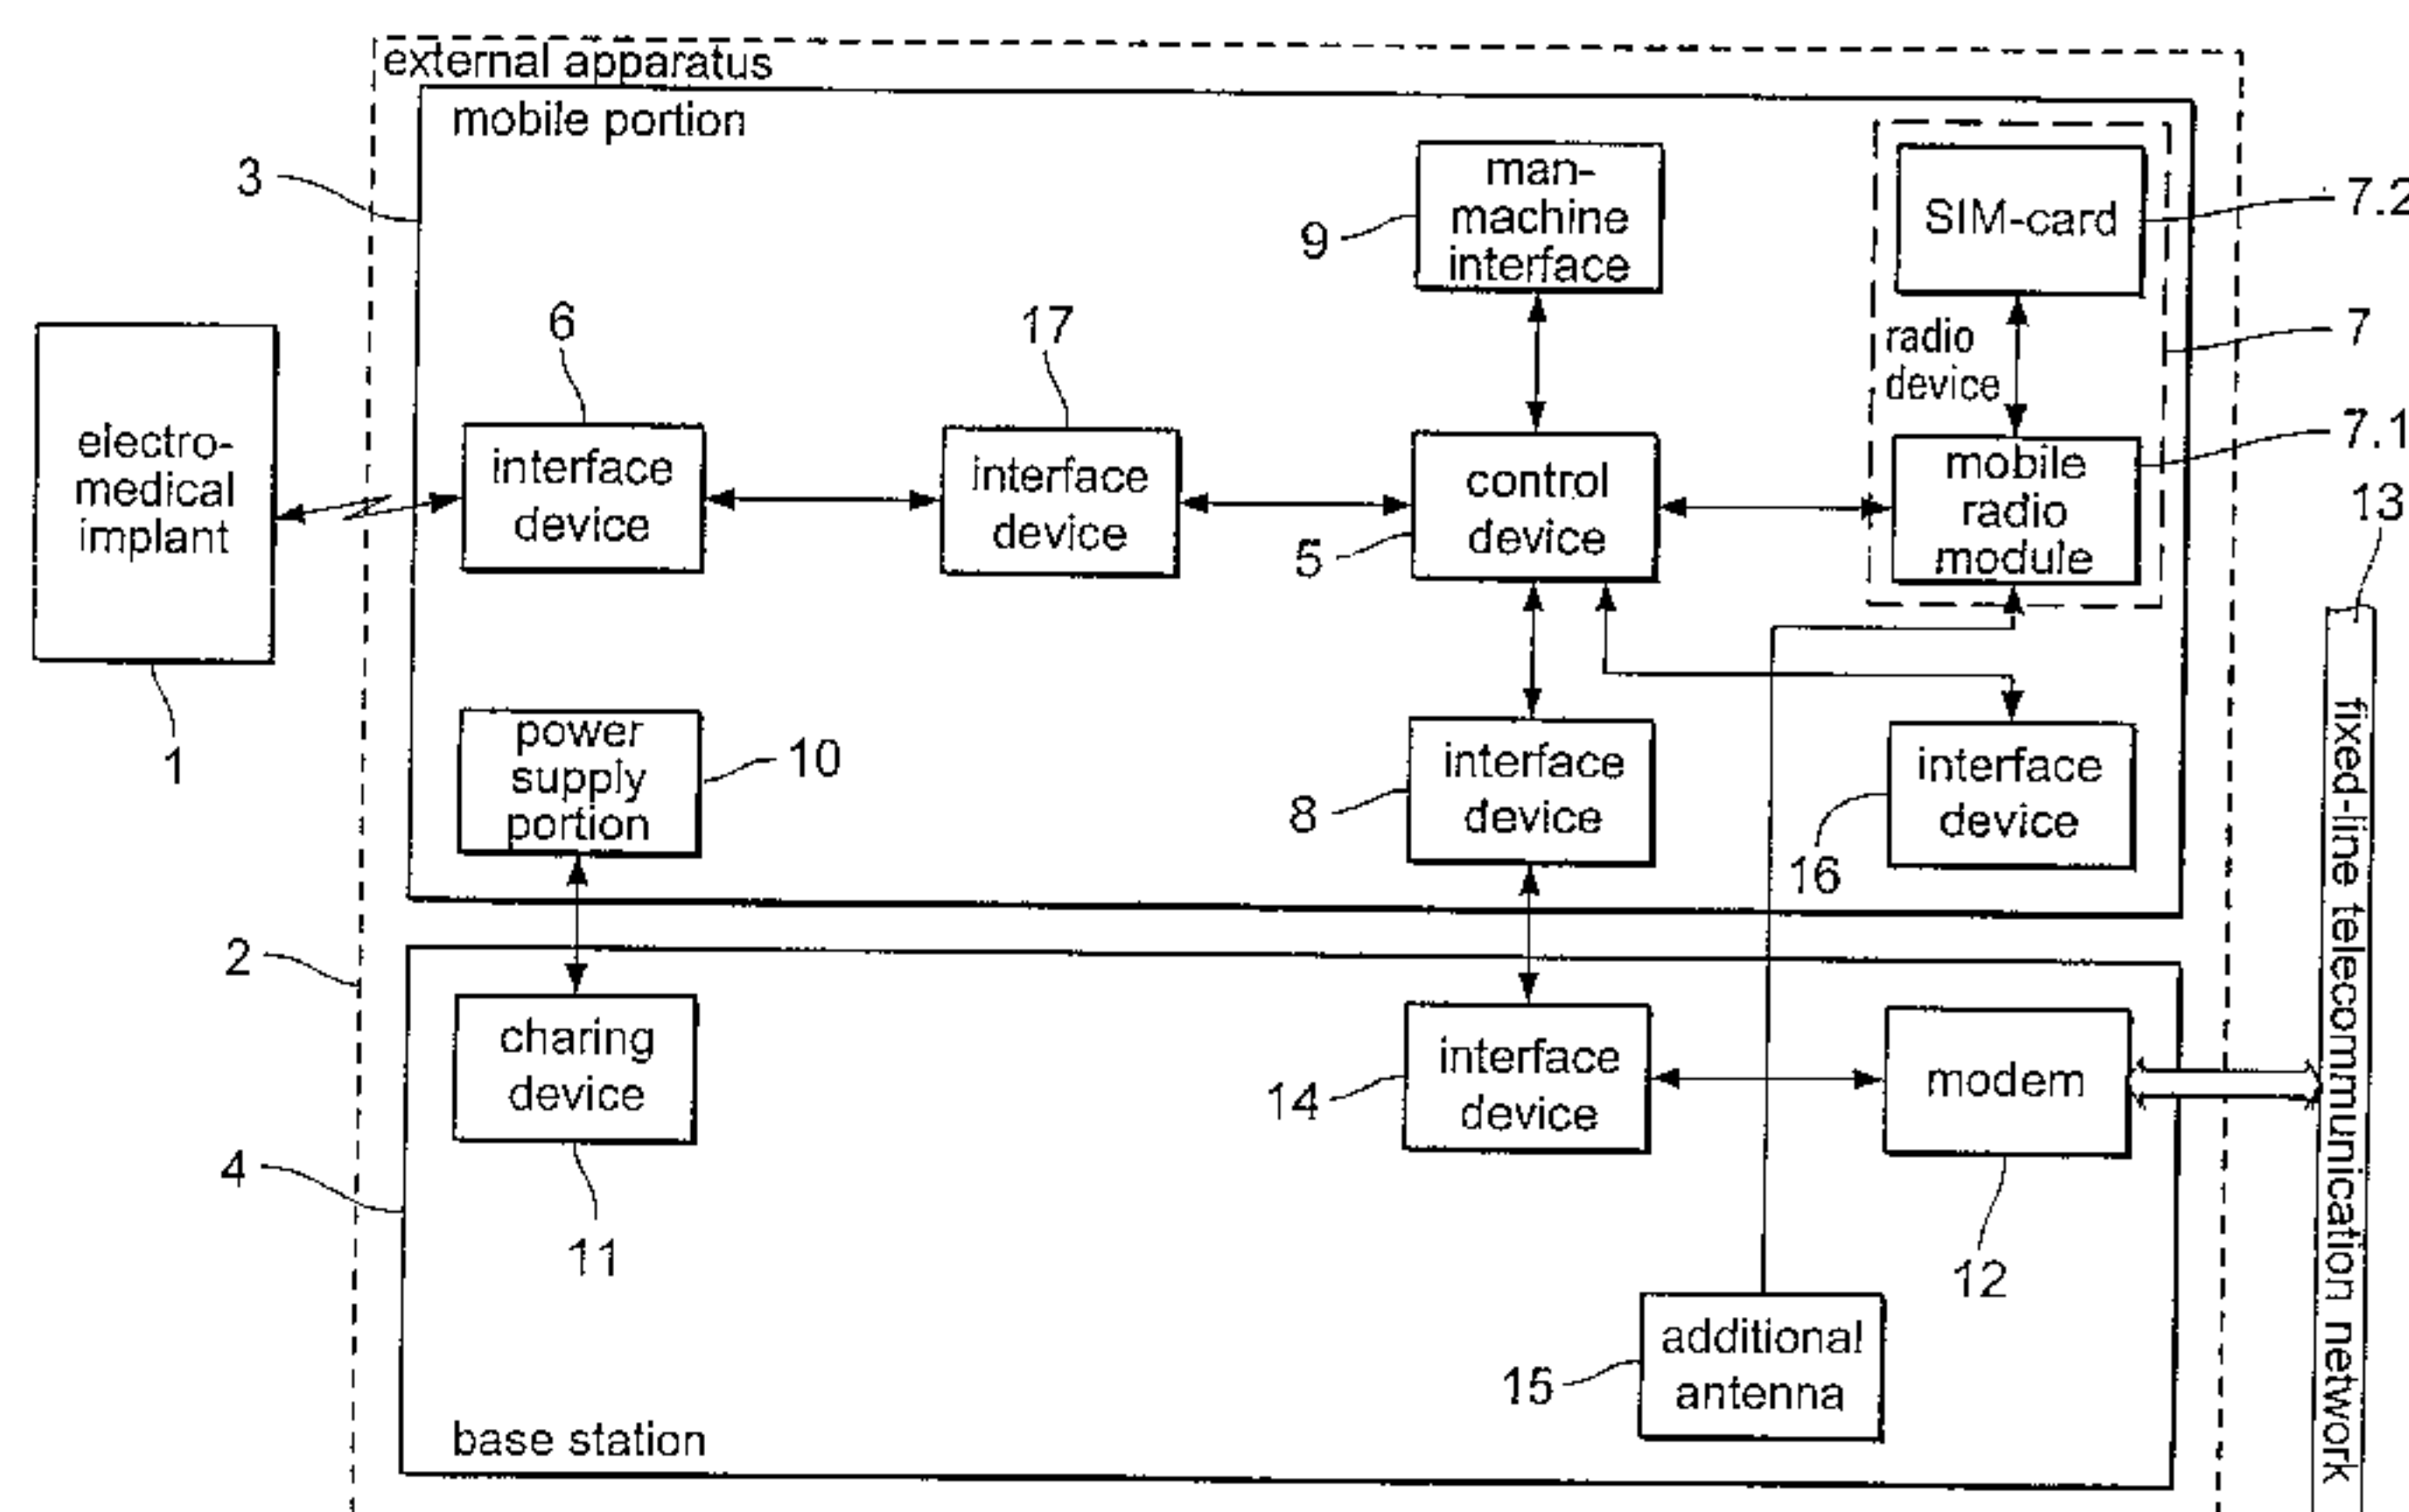 external apparatus
mobile portion
3
man-
machine
interface
9
SIM-card
7.2
radio
device
7
6
17
electro-
medical
implant
1
interface
device
interface
device
control
device
5
mobile
radio
module
7.1
13
power
supply
portion
10
interface
device
8
interface
device
16
2
charing
device
11
4
interface
device
14
modem
12
additional
antenna
15
base station
fixed-line telecommunication network